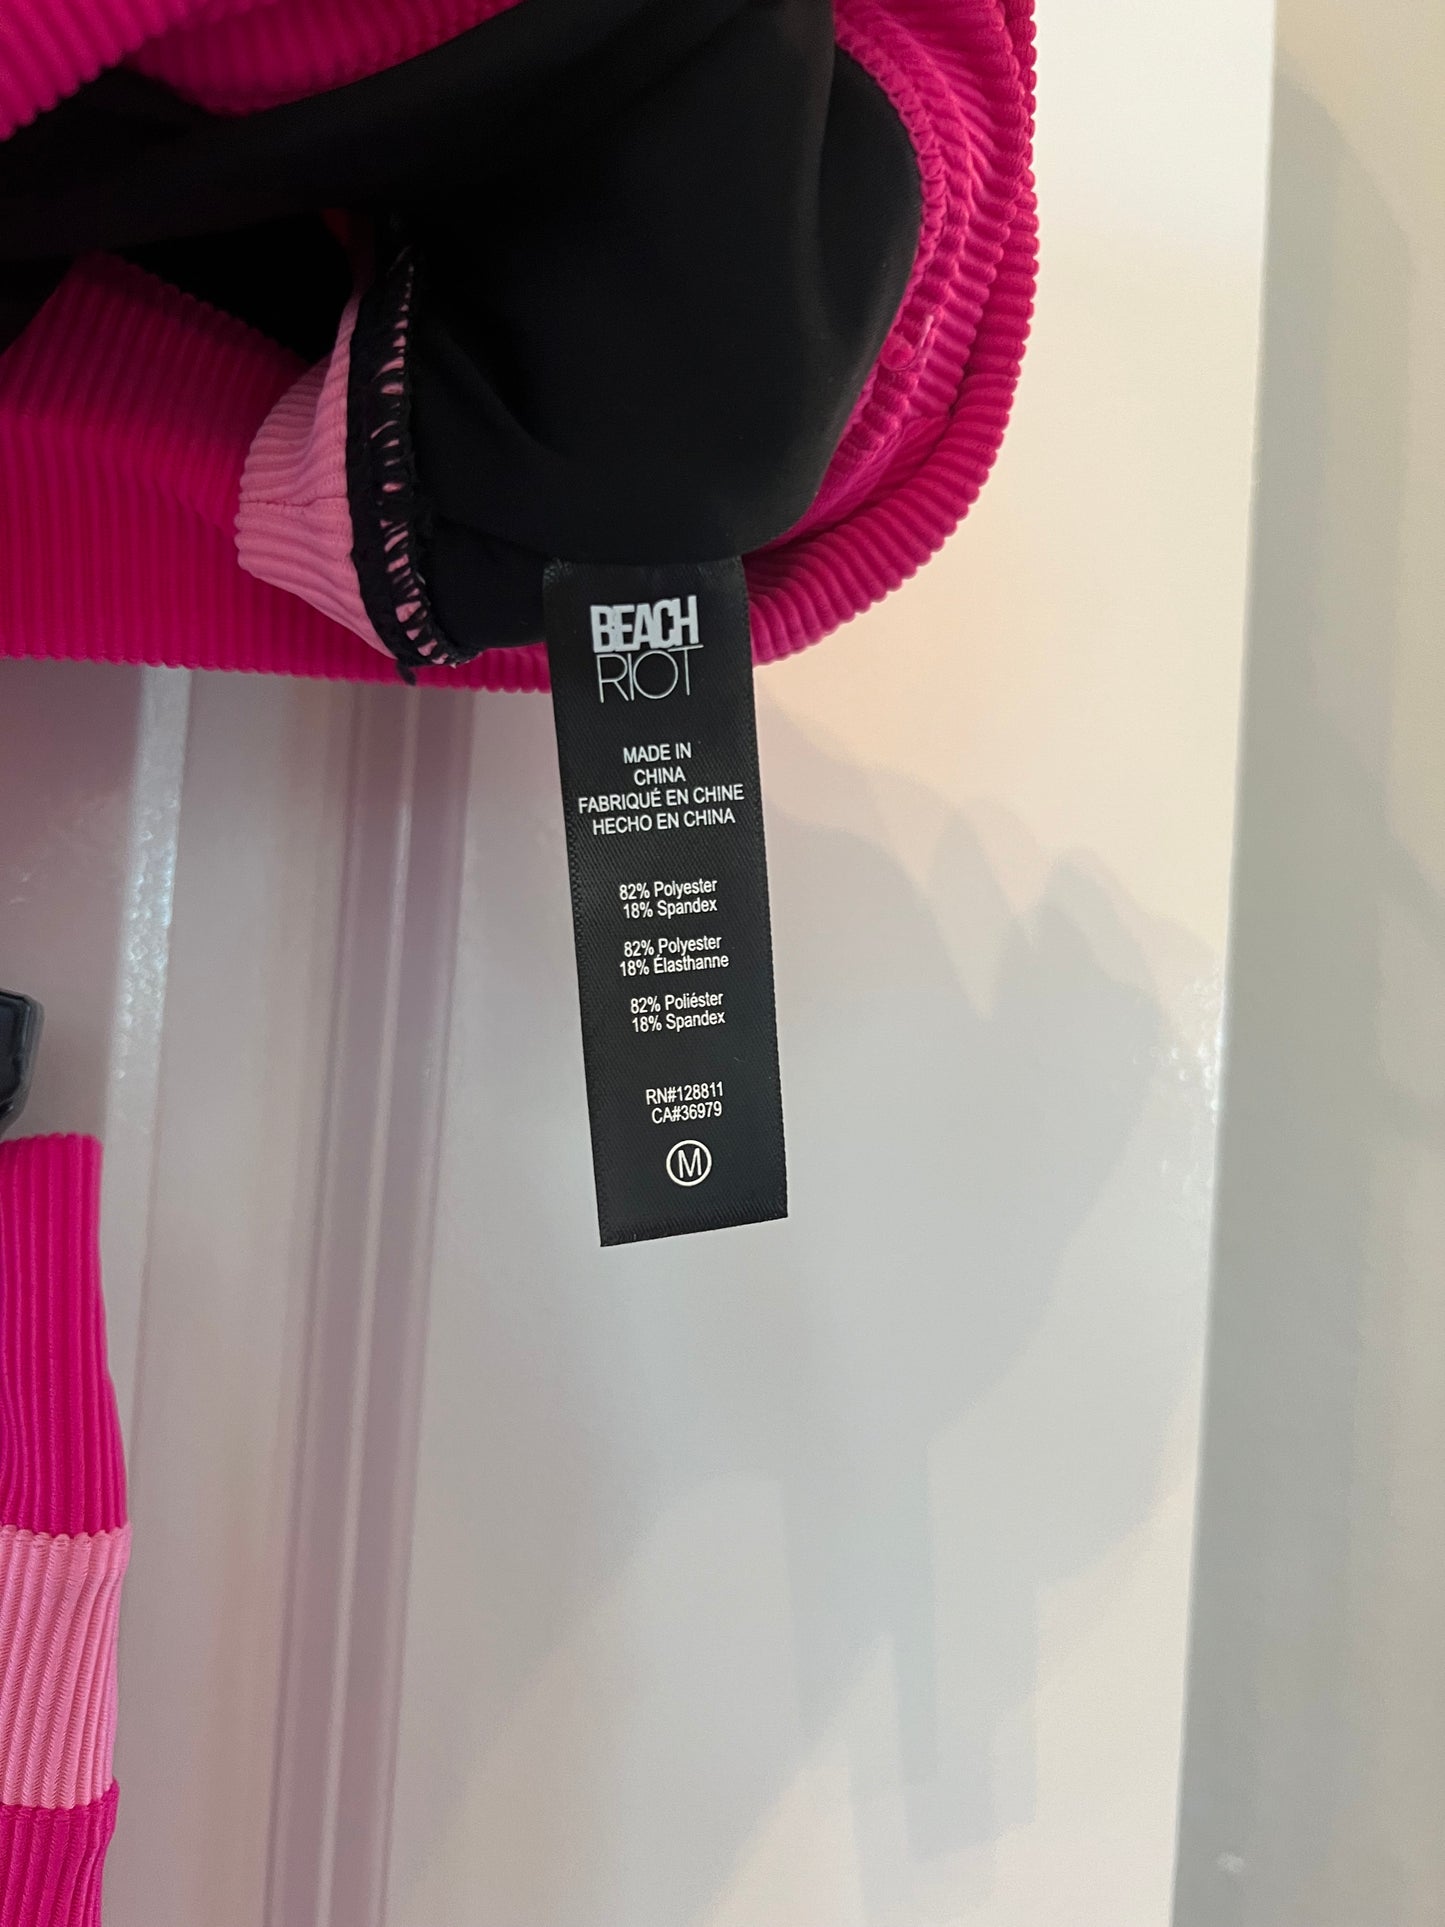 BEACH
RIOT
MADE IN
CHINA
FABRIQUÉ EN CHINE
HECHO EN CHINA
82% Polyester
18% Spandex
82% Polyester
18% Élasthanne
82% Poliéster
18% Spandex
RN#128811
CA#36979
M